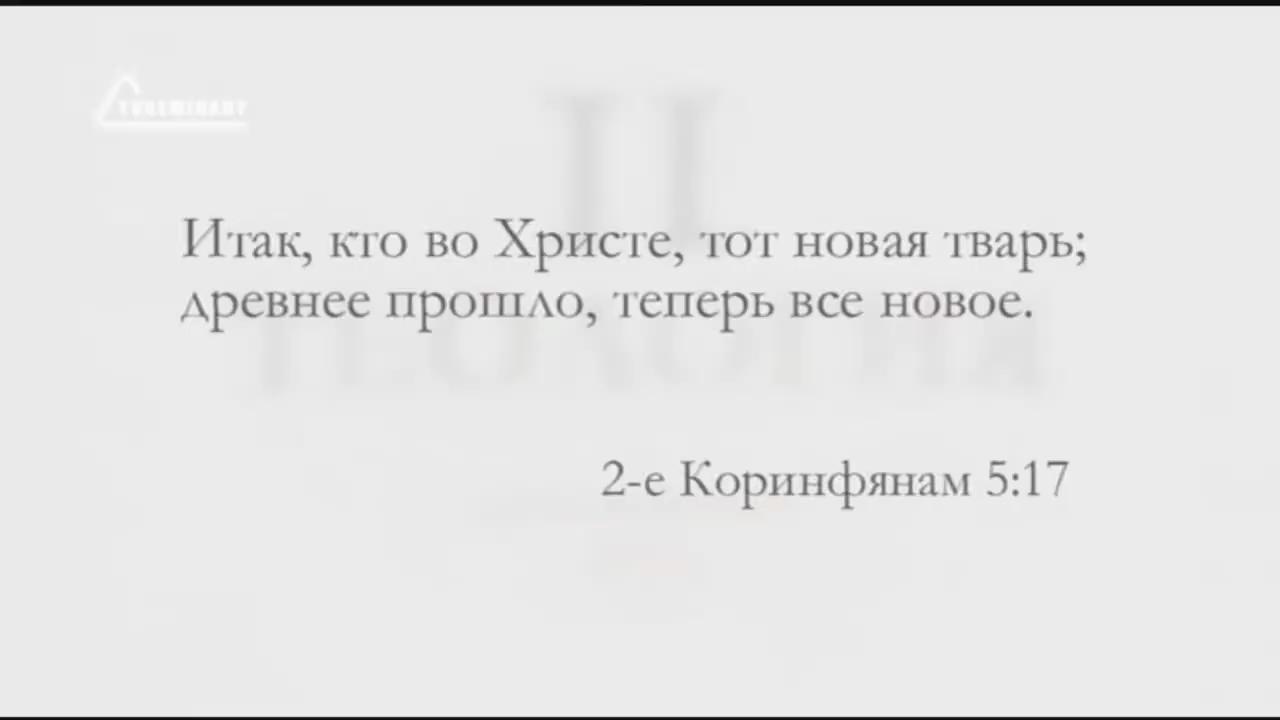 Итак, кто во Христе, тот новая тварь;
древнее прошло, теперь все новое.
2-е Коринфянам 5:17